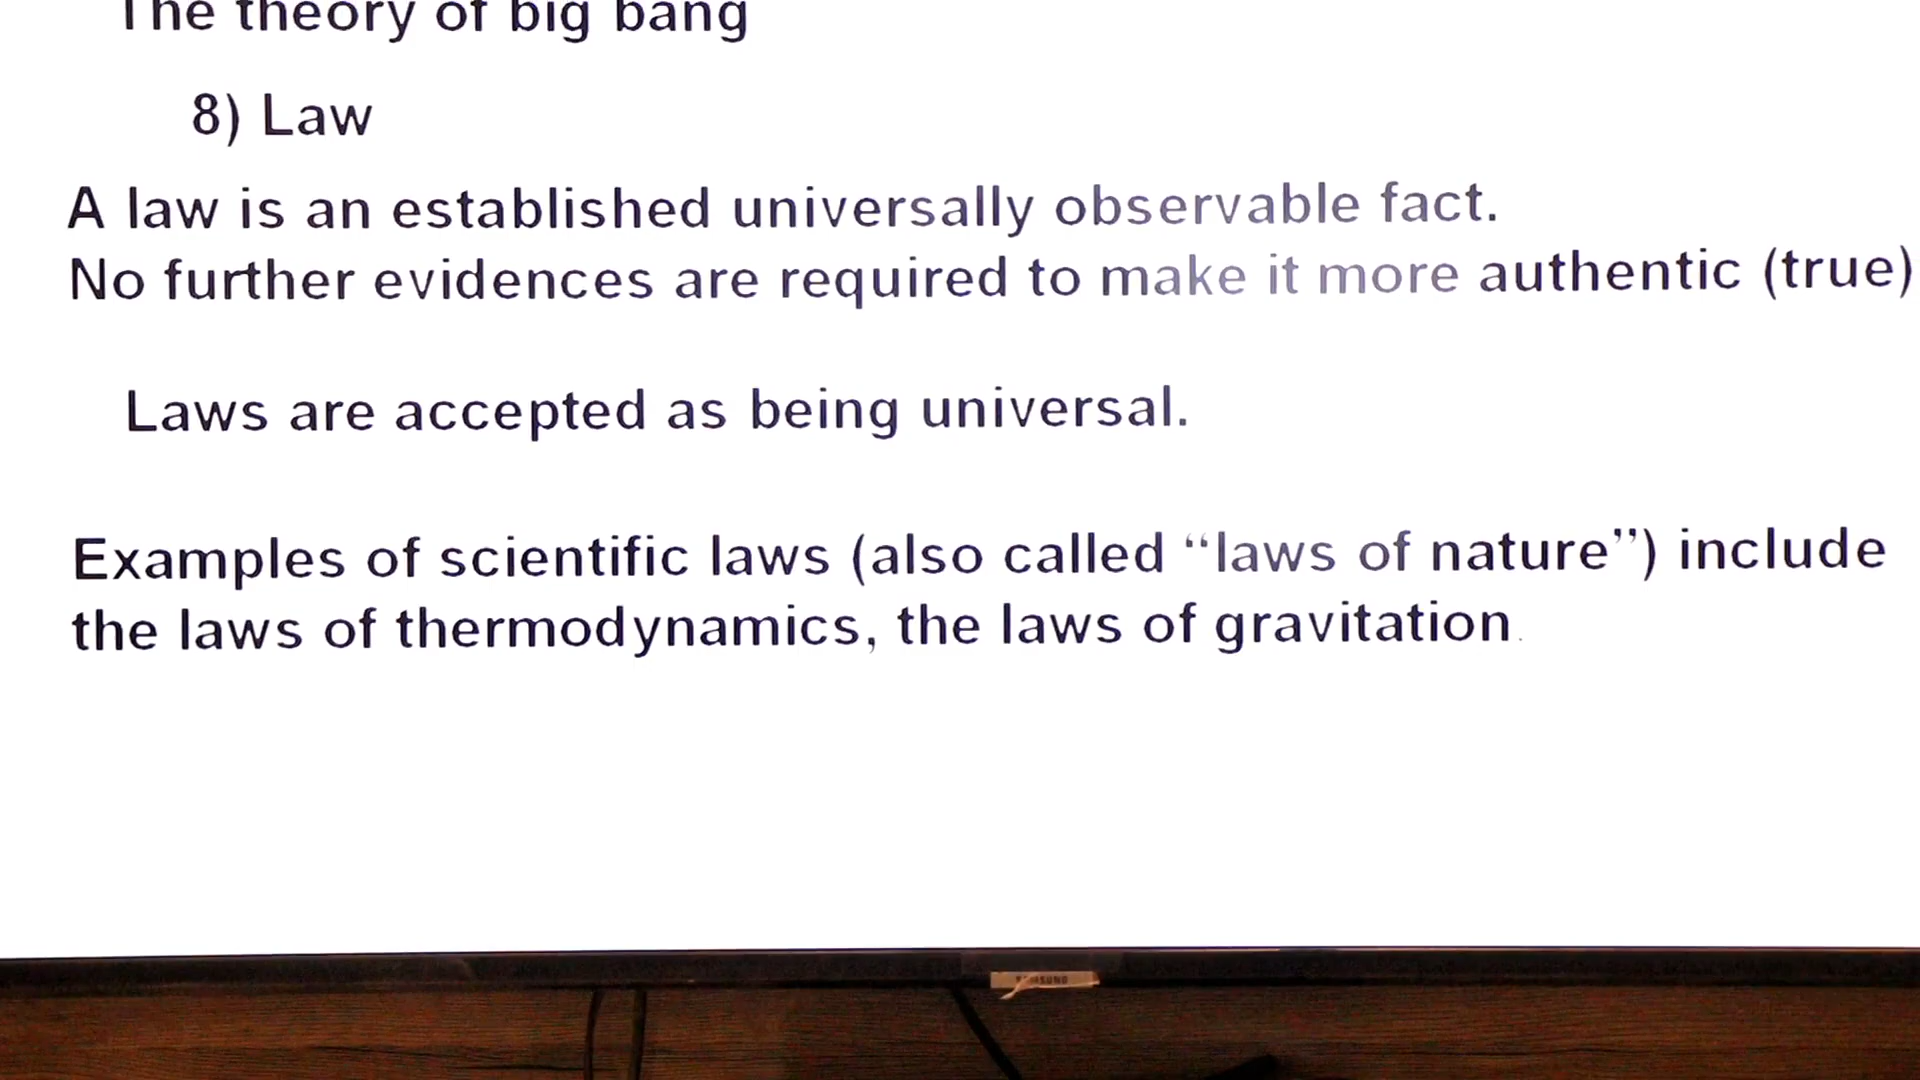 The theory of big bang
8) Law
A law is an established universally observable fact.
No further evidences are required to make it more authentic (true)
Laws are accepted as being universal.
Examples of scientific laws (also called “laws of nature”) include
the laws of thermodynamics, the laws of gravitation.
SAMSUNG